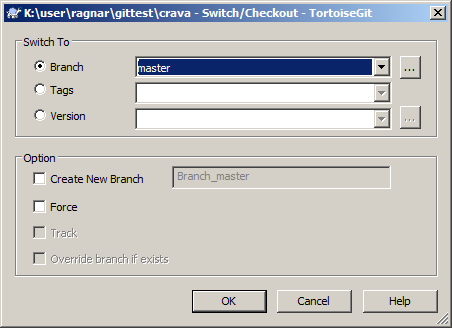 K:\user\ragnar\gittest\crava - Switch/Checkout - TortoiseGit
Switch To
Branch
master
...
Tags
Version
...
Option
Create New Branch
Branch_master
Force
Track
Override branch if exists
OK
Cancel
Help